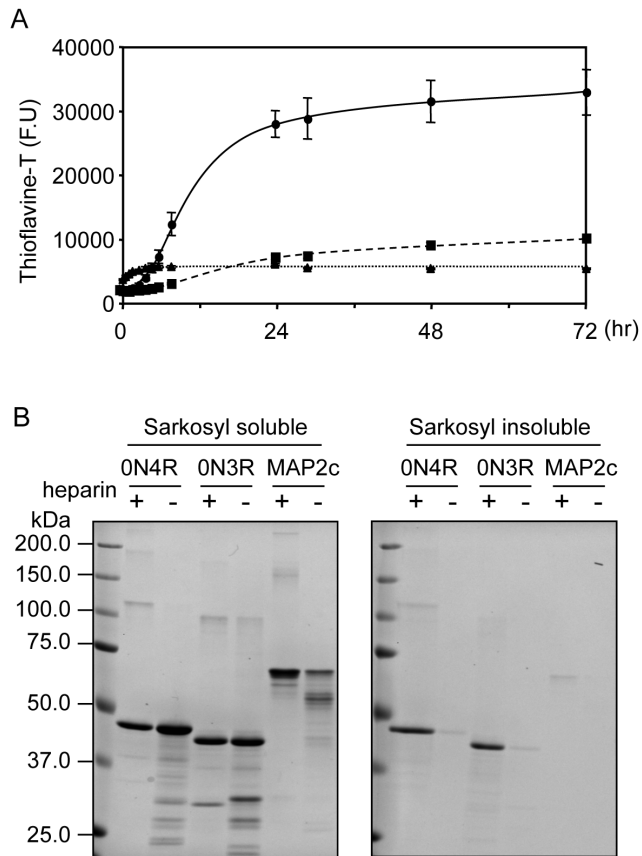 A
Thioflavine-T (F.U)
40000
30000
20000
10000
0
0 24 48 72 (hr)
B
Sarkosyl soluble
0N4R 0N3R MAP2c
heparin + - + - + -
kDa
200.0
150.0
100.0
75.0
50.0
37.0
25.0
Sarkosyl insoluble
0N4R 0N3R MAP2c
+ - + - + -